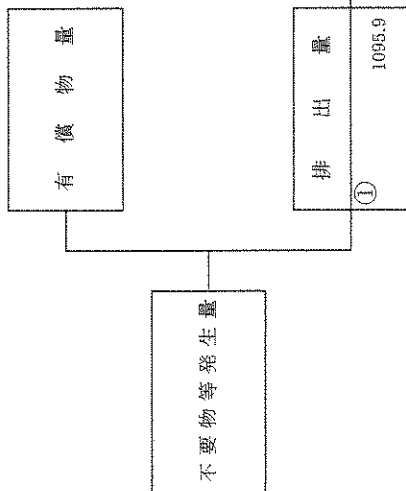 有償物量
排出量
①
1095.9
不要物等発生量